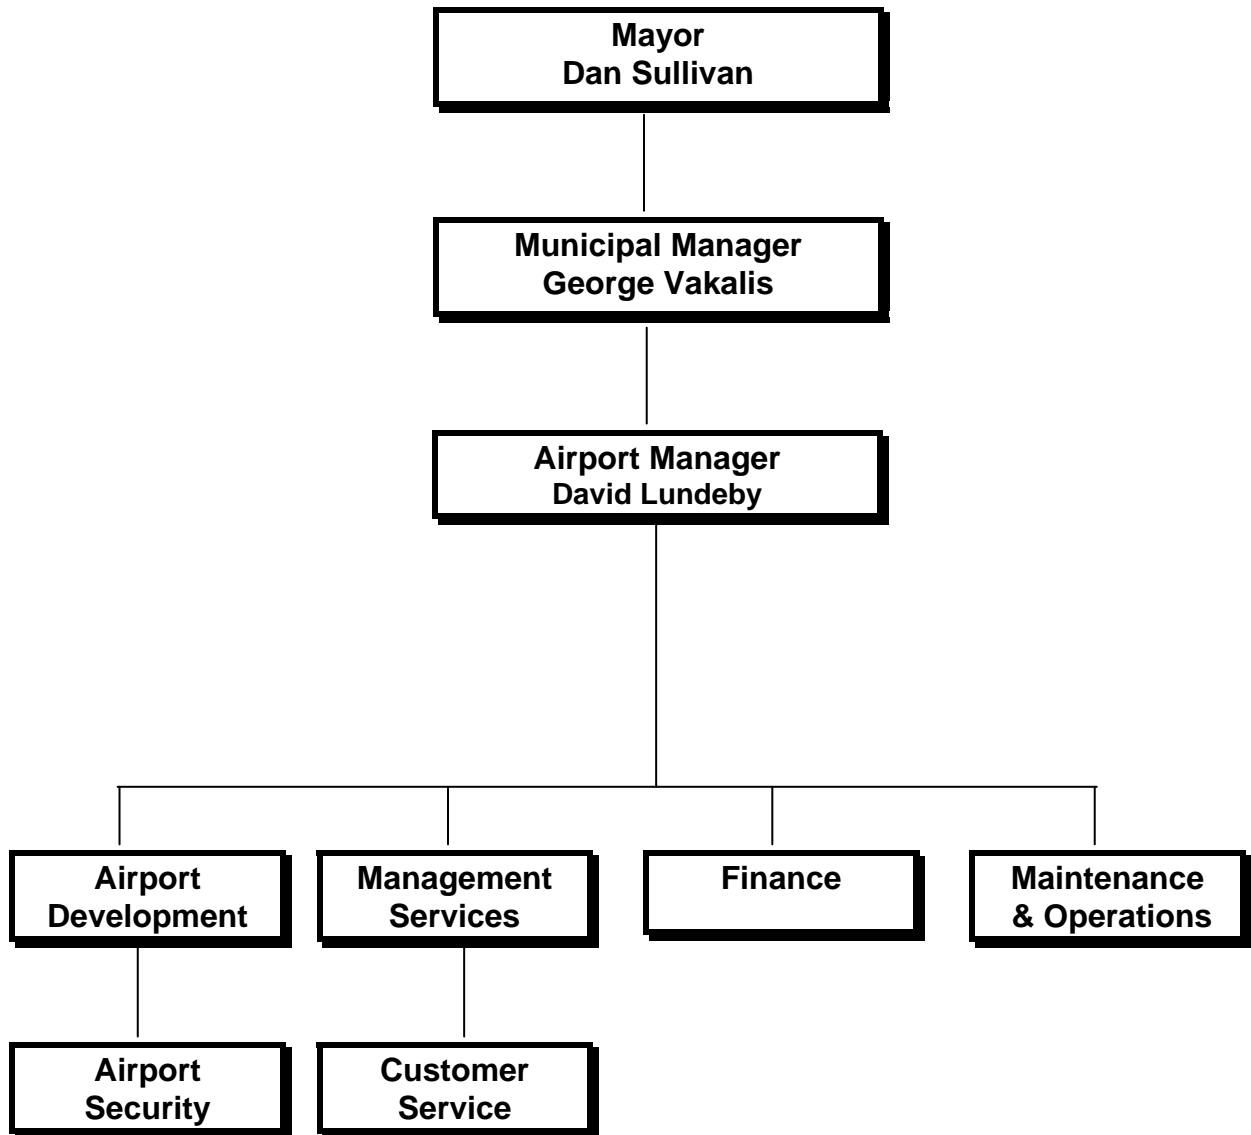 Mayor
Dan Sullivan
Municipal Manager
George Vakalis
Airport Manager
David Lundeby
Airport
Development
Management
Services
Finance
Maintenance
& Operations
Airport
Security
Customer
Service